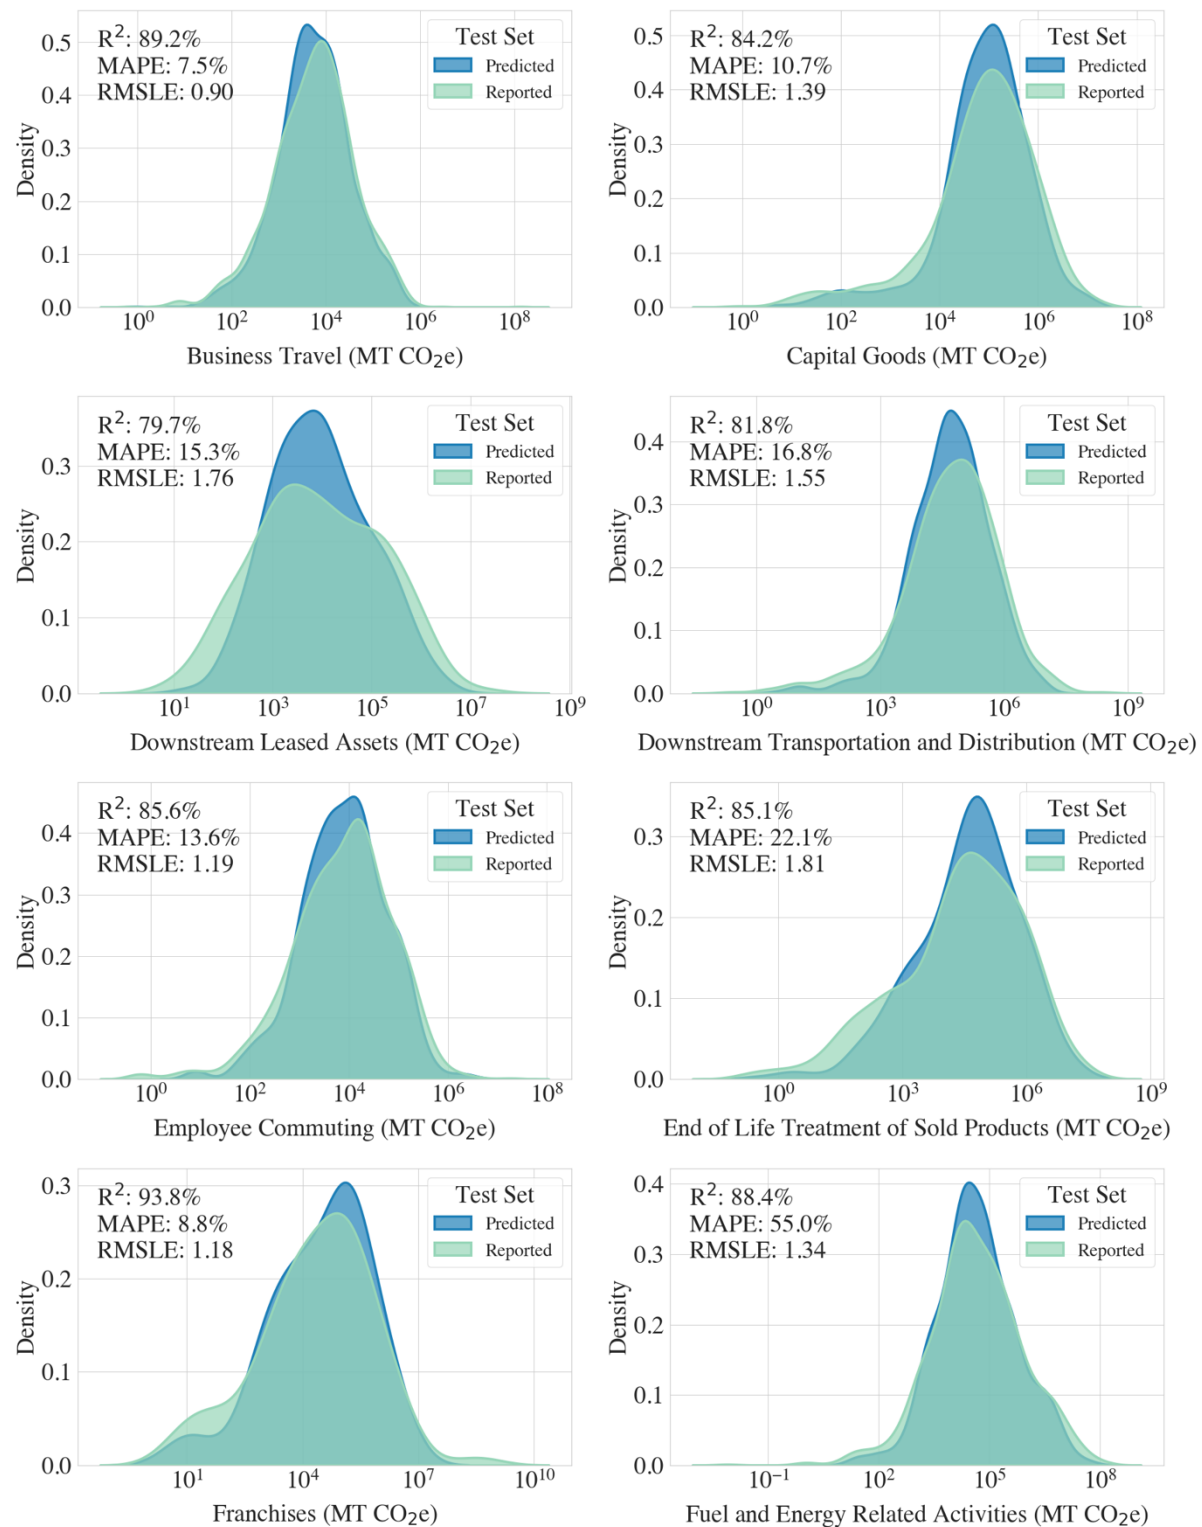 R²: 89.2%
MAPE: 7.5%
RMSLE: 0.90
Test Set
Predicted
Reported
Density
0.5
0.4
0.3
0.2
0.1
0.0
10⁰ 10² 10⁴ 10⁶ 10⁸
Business Travel (MT CO₂e)
R²: 84.2%
MAPE: 10.7%
RMSLE: 1.39
Test Set
Predicted
Reported
Density
0.5
0.4
0.3
0.2
0.1
0.0
10⁰ 10² 10⁴ 10⁶ 10⁸
Capital Goods (MT CO₂e)
R²: 79.7%
MAPE: 15.3%
RMSLE: 1.76
Test Set
Predicted
Reported
Density
0.3
0.2
0.1
0.0
10¹ 10³ 10⁵ 10⁷ 10⁹
Downstream Leased Assets (MT CO₂e)
R²: 81.8%
MAPE: 16.8%
RMSLE: 1.55
Test Set
Predicted
Reported
Density
0.4
0.3
0.2
0.1
0.0
10⁰ 10³ 10⁶ 10⁹
Downstream Transportation and Distribution (MT CO₂e)
R²: 85.6%
MAPE: 13.6%
RMSLE: 1.19
Test Set
Predicted
Reported
Density
0.4
0.3
0.2
0.1
0.0
10⁰ 10² 10⁴ 10⁶ 10⁸
Employee Commuting (MT CO₂e)
R²: 85.1%
MAPE: 22.1%
RMSLE: 1.81
Test Set
Predicted
Reported
Density
0.3
0.2
0.1
0.0
10⁰ 10³ 10⁶ 10⁹
End of Life Treatment of Sold Products (MT CO₂e)
R²: 93.8%
MAPE: 8.8%
RMSLE: 1.18
Test Set
Predicted
Reported
Density
0.3
0.2
0.1
0.0
10¹ 10⁴ 10⁷ 10¹⁰
Franchises (MT CO₂e)
R²: 88.4%
MAPE: 55.0%
RMSLE: 1.34
Test Set
Predicted
Reported
Density
0.4
0.3
0.2
0.1
0.0
10⁻¹ 10² 10⁵ 10⁸
Fuel and Energy Related Activities (MT CO₂e)